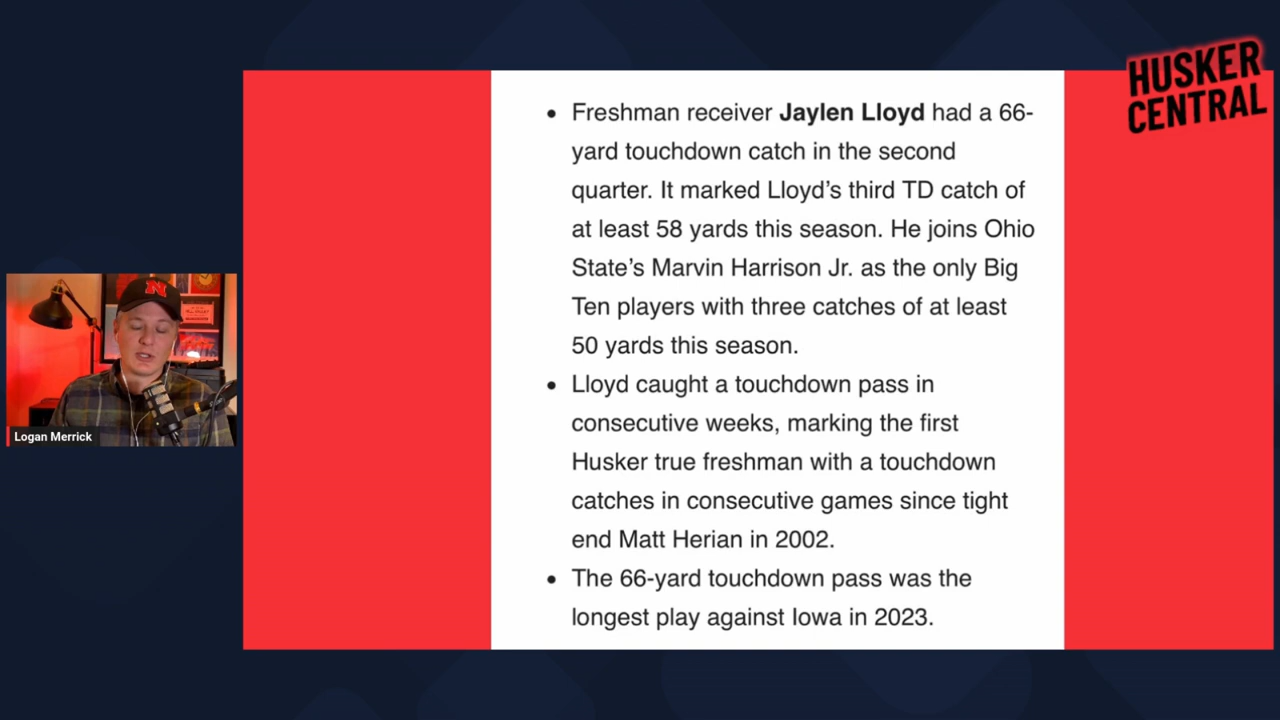 HUSKER
CENTRAL
• Freshman receiver Jaylen Lloyd had a 66-
yard touchdown catch in the second
quarter. It marked Lloyd’s third TD catch of
at least 58 yards this season. He joins Ohio
State’s Marvin Harrison Jr. as the only Big
Ten players with three catches of at least
50 yards this season.
• Lloyd caught a touchdown pass in
consecutive weeks, marking the first
Husker true freshman with a touchdown
catches in consecutive games since tight
end Matt Herian in 2002.
• The 66-yard touchdown pass was the
longest play against Iowa in 2023.
N
Logan Merrick